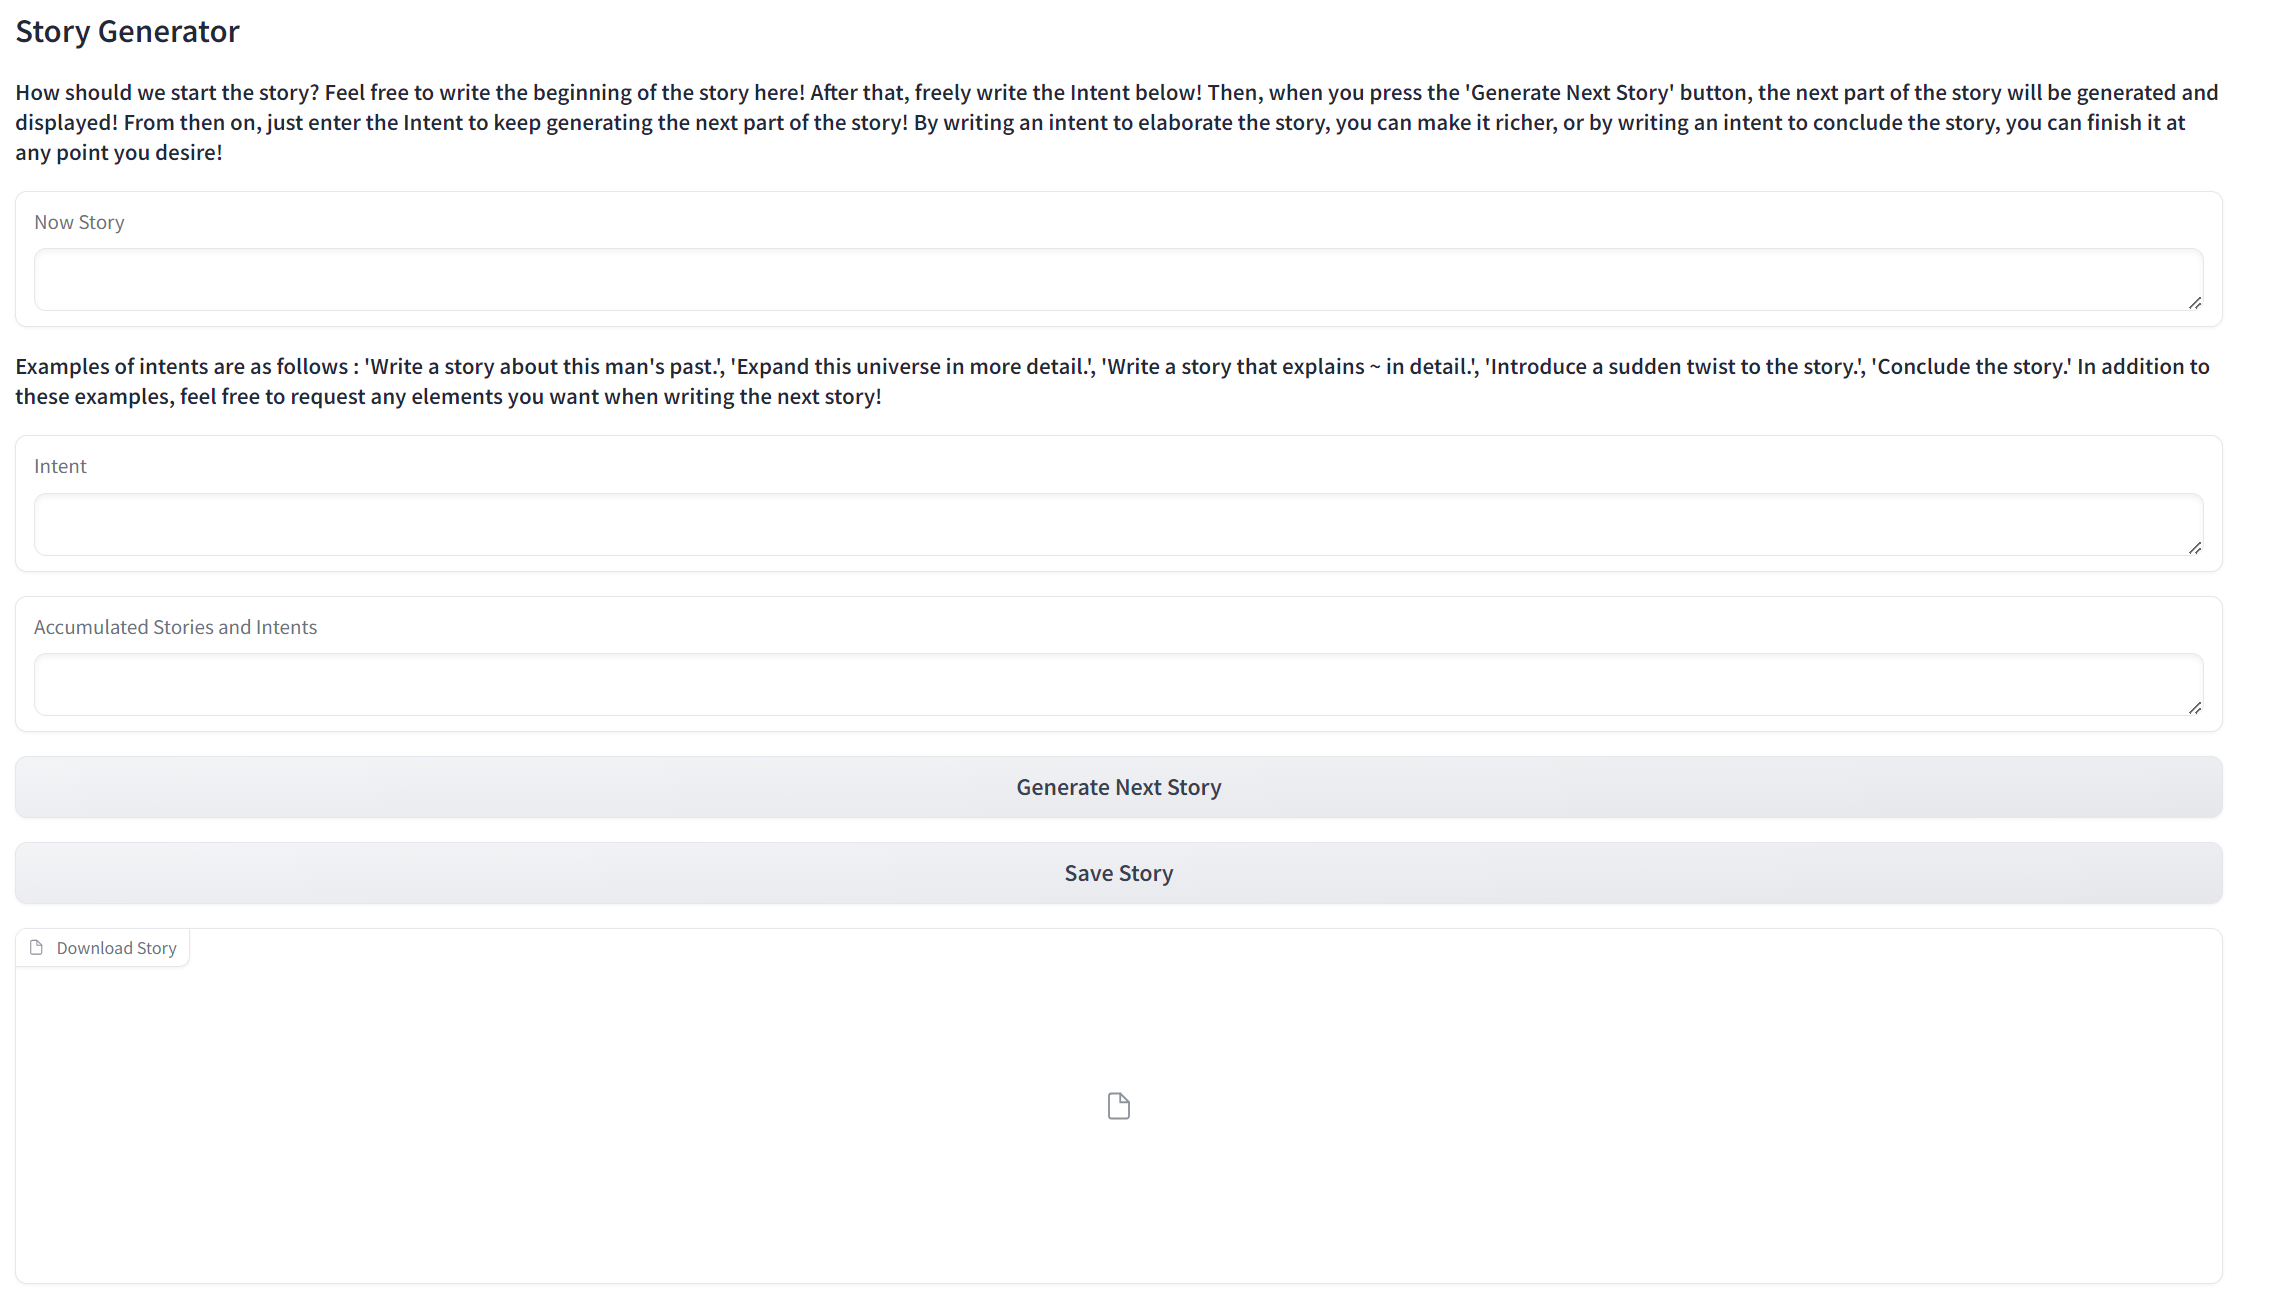 Story Generator
How should we start the story? Feel free to write the beginning of the story here! After that, freely write the Intent below! Then, when you press the 'Generate Next Story' button, the next part of the story will be generated and
displayed! From then on, just enter the Intent to keep generating the next part of the story! By writing an intent to elaborate the story, you can make it richer, or by writing an intent to conclude the story, you can finish it at
any point you desire!
Now Story
Examples of intents are as follows : 'Write a story about this man's past.', 'Expand this universe in more detail.', 'Write a story that explains ~ in detail.', 'Introduce a sudden twist to the story.', 'Conclude the story.' In addition to
these examples, feel free to request any elements you want when writing the next story!
Intent
Accumulated Stories and Intents
Generate Next Story
Save Story
Download Story